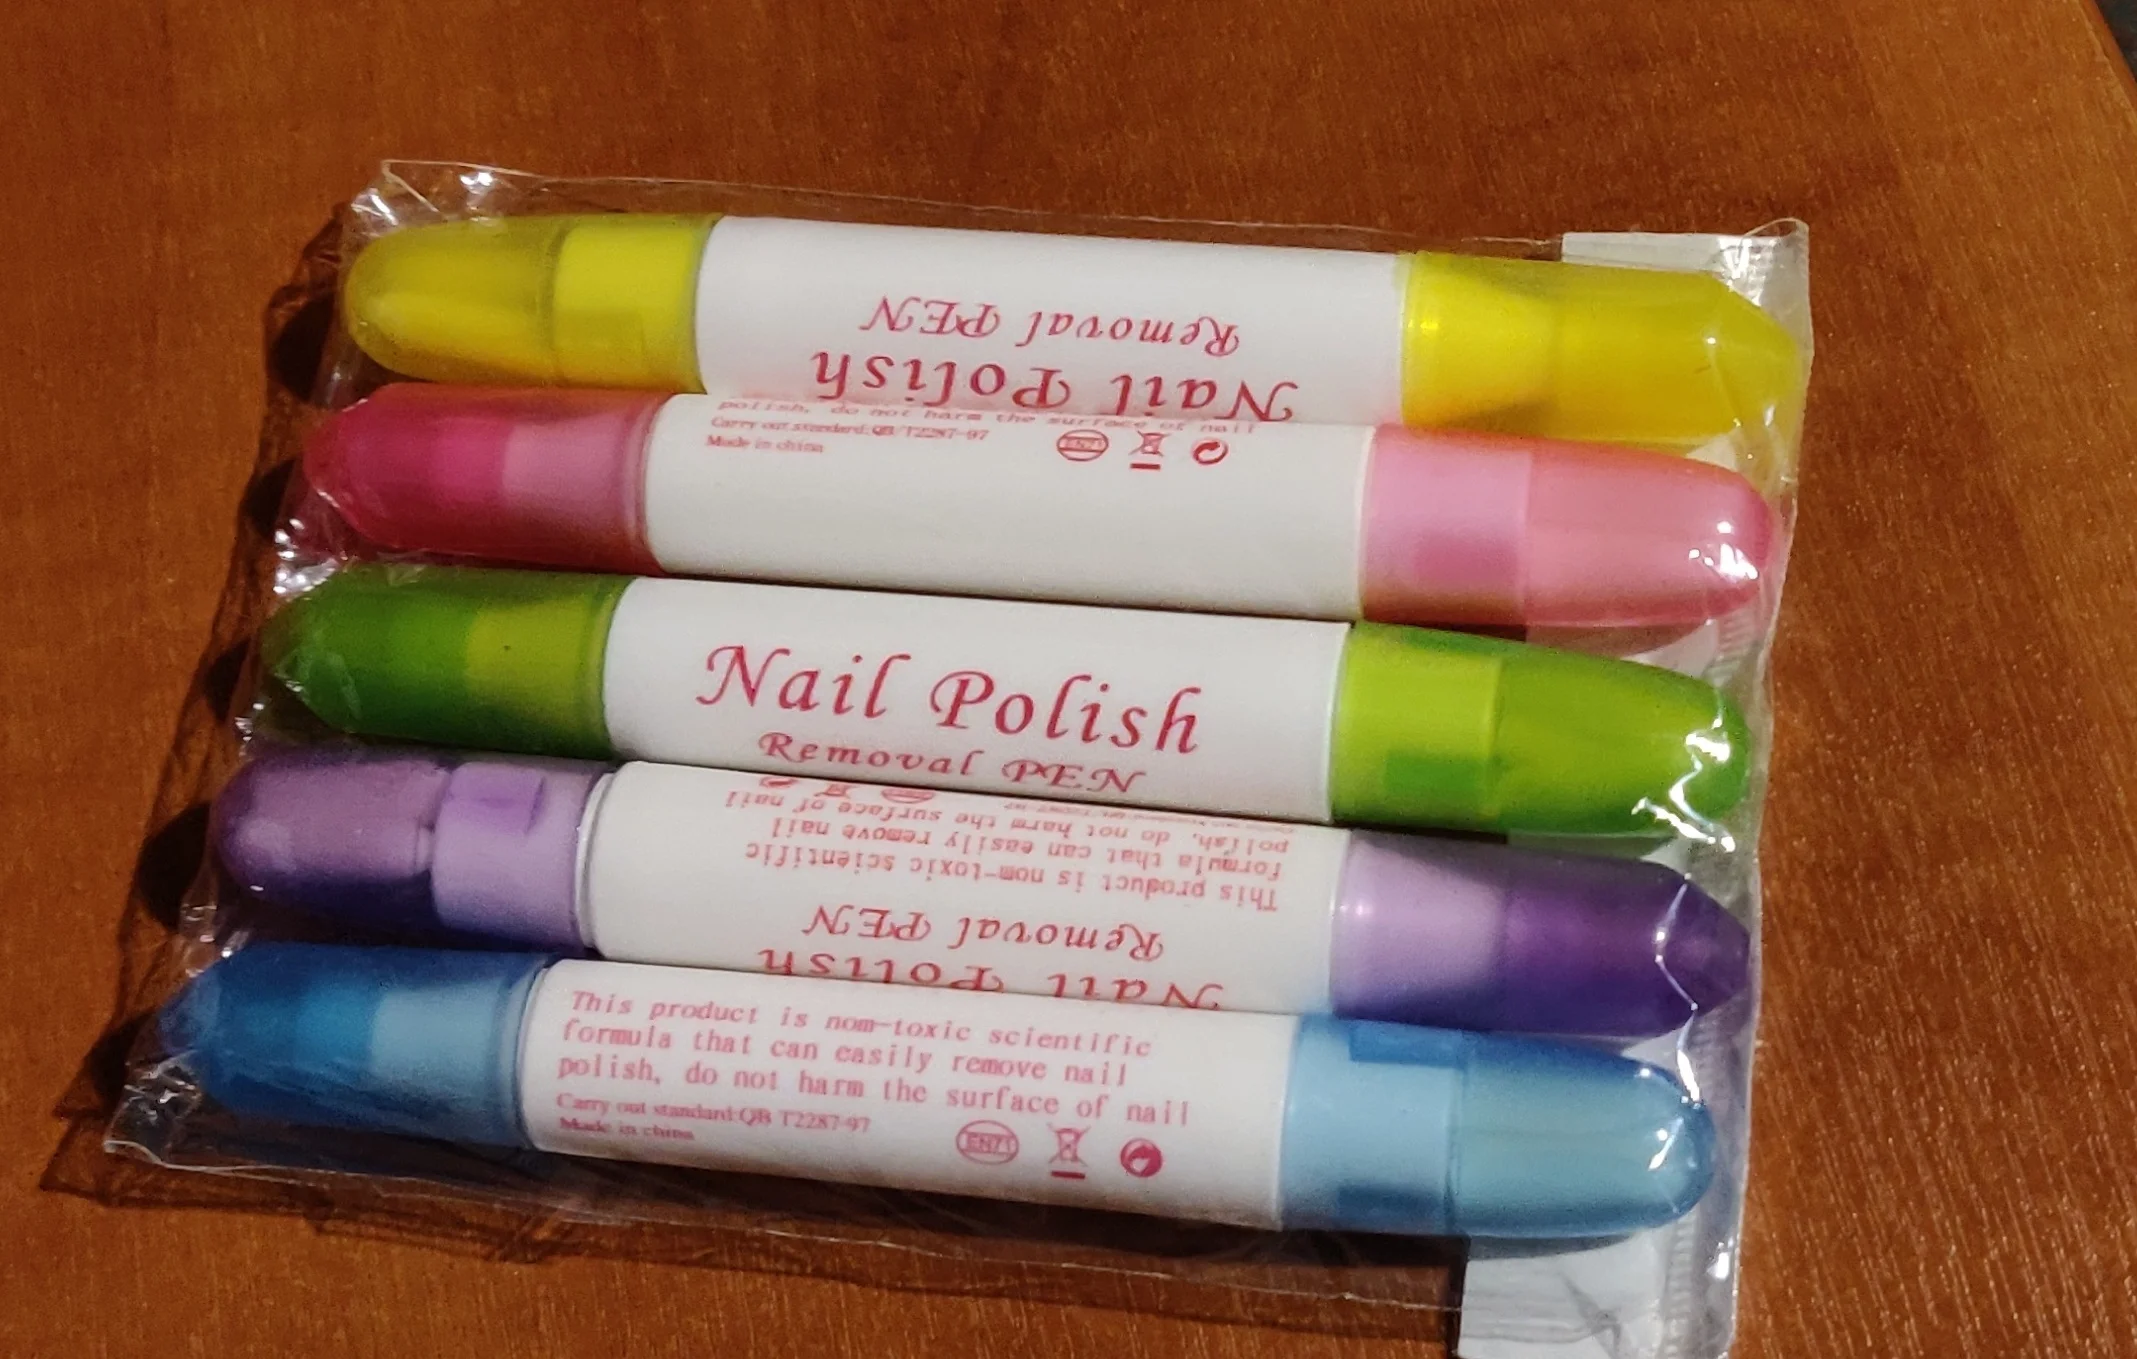 Nail Polish
Removal PEN
polish, do not harm the surface of nail
Carry out standard:QB/T2287-97
Made in china
EN71
Nail Polish
Removal PEN
Nail Polish
Removal PEN
This product is nom-toxic scientific
formula that can easily remove nail
polish, do not harm the surface of nail
This product is nom-toxic scientific
formula that can easily remove nail
polish, do not harm the surface of nail
Carry out standard:QB T2287-97
Made in china
EN71